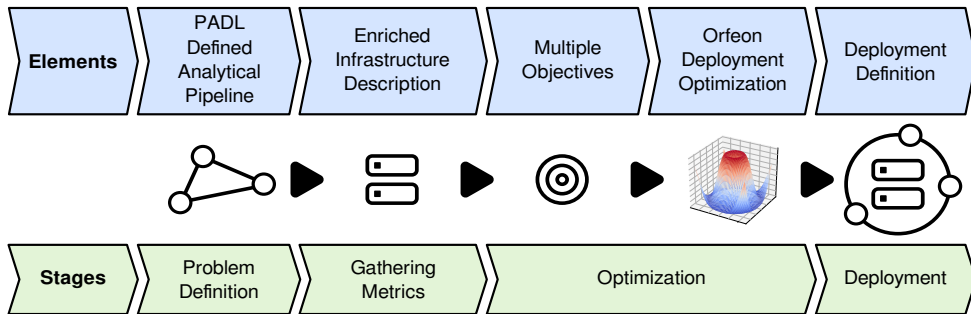 Elements
PADL
Defined
Analytical
Pipeline
Enriched
Infrastructure
Description
Multiple
Objectives
Orfeon
Deployment
Optimization
Deployment
Definition
Stages
Problem
Definition
Gathering
Metrics
Optimization
Deployment